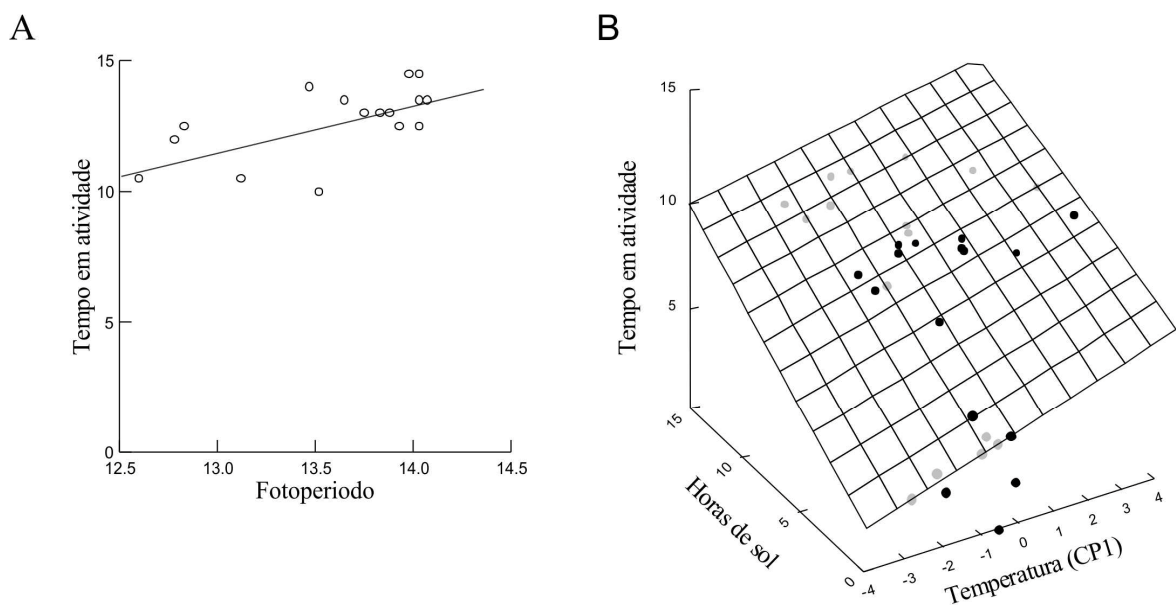 A
15
10
5
0
12.5 13.0 13.5 14.0 14.5
Tempo em atividade
Fotoperiodo
B
15
10
5
Tempo em atividade
15
10
5
0
Horas de sol
-4 -3 -2 -1 0 1 2 3 4
Temperatura (CP1)